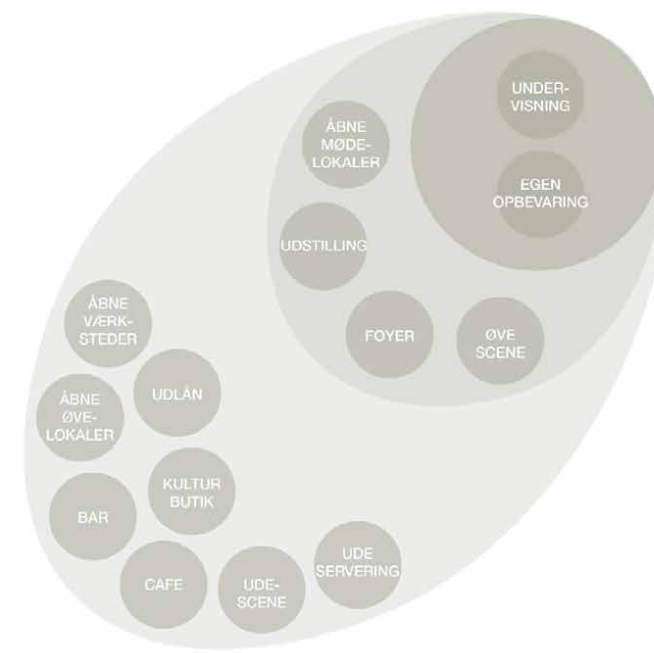 UNDER-
VISNING
EGEN
OPBEVARING
ÅBNE
MØDE-
LOKALER
UDSTILLING
FOYER
ØVE
SCENE
ÅBNE
VÆRK-
STEDER
UDLÅN
ÅBNE
ØVE-
LOKALER
KULTUR
BUTIK
BAR
CAFE
UDE-
SCENE
UDE
SERVERING